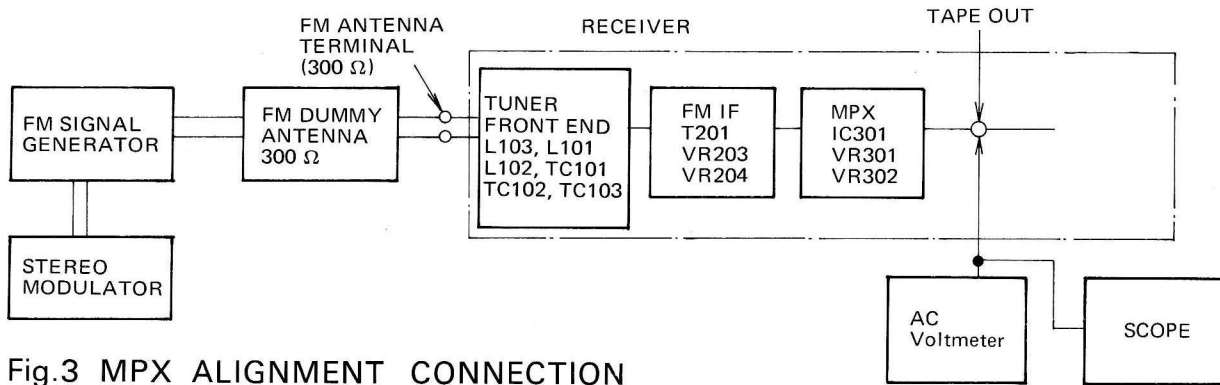 FM ANTENNA
TERMINAL
(300 Ω)
RECEIVER
TAPE OUT
FM SIGNAL
GENERATOR
FM DUMMY
ANTENNA
300 Ω
TUNER
FRONT END
L103, L101
L102, TC101
TC102, TC103
FM IF
T201
VR203
VR204
MPX
IC301
VR301
VR302
STEREO
MODULATOR
AC
Voltmeter
SCOPE
Fig.3 MPX ALIGNMENT CONNECTION